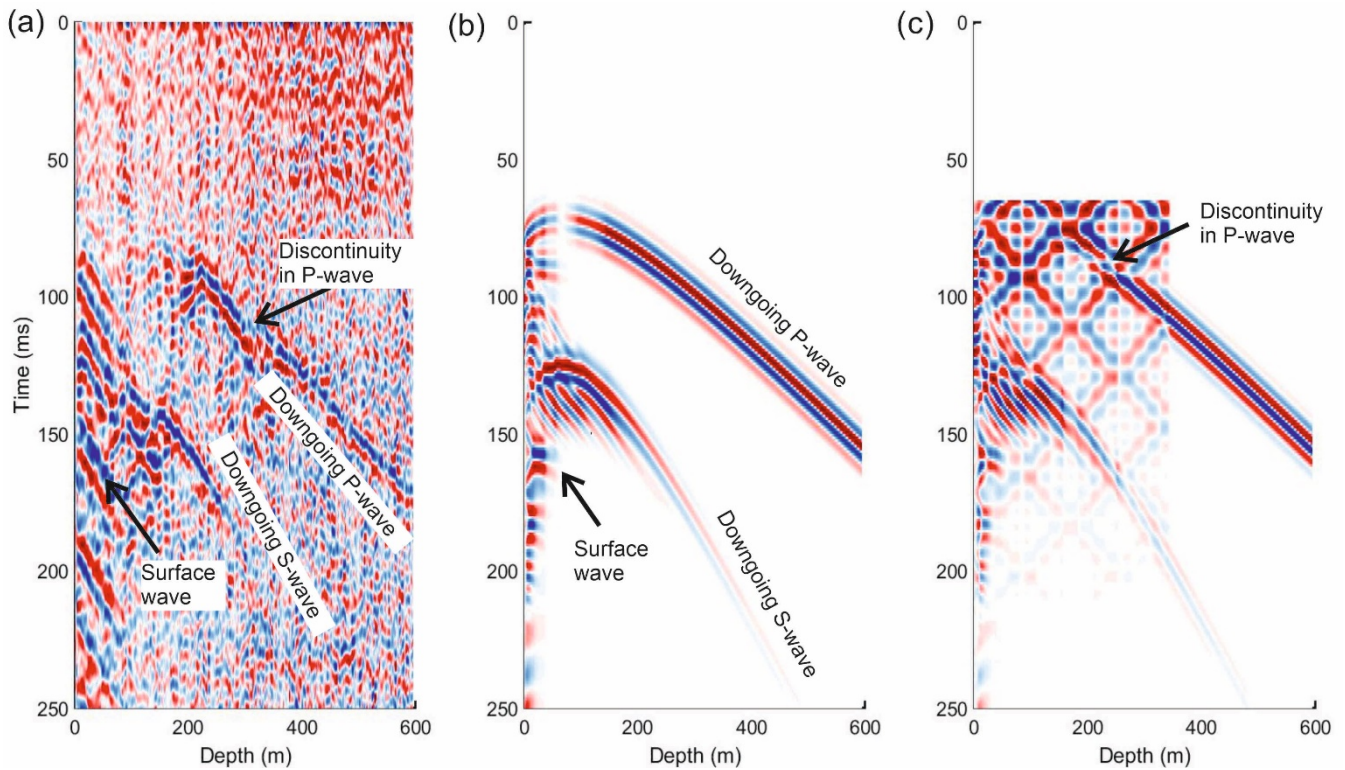 (a)
0
50
100
150
200
250
Time (ms)
0
200
400
600
Depth (m)
Discontinuity
in P-wave
Downgoing P-wave
Downgoing S-wave
Surface
wave
(b)
0
50
100
150
200
250
0
200
400
600
Depth (m)
Downgoing P-wave
Downgoing S-wave
Surface
wave
(c)
0
50
100
150
200
250
0
200
400
600
Depth (m)
Discontinuity
in P-wave